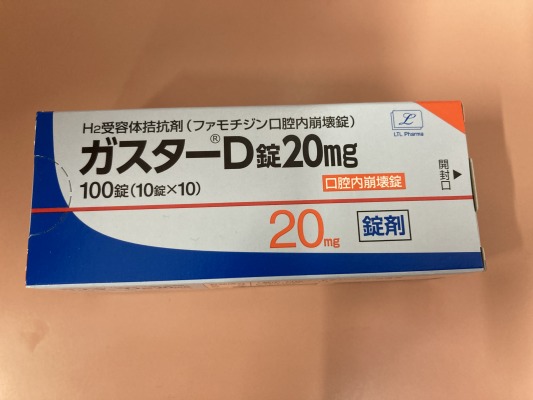 H2受容体拮抗剤(ファモチジン口腔内崩壊錠)
ガスター®D錠20mg
100錠(10錠×10)
口腔内崩壊錠
20mg
錠剤
L
LTL Pharma
開封口▶